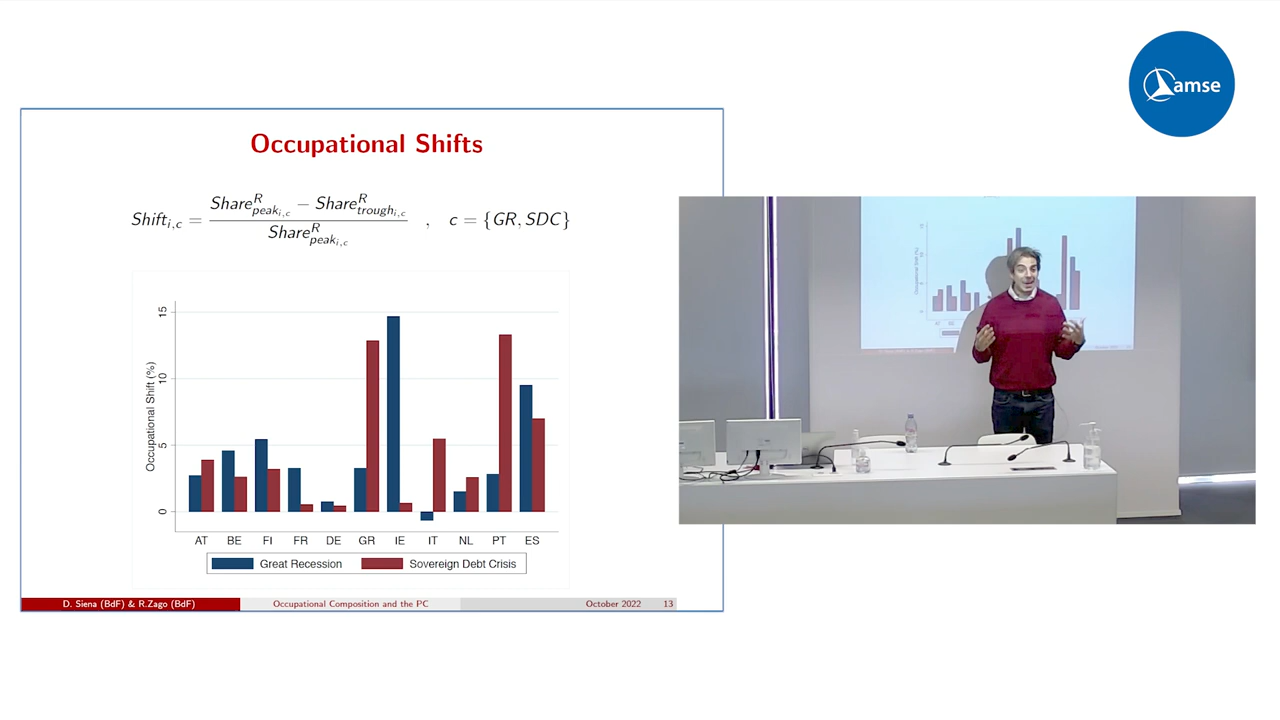 amse
Occupational Shifts
Shift_{i,c} = \frac{Share^R_{peak_{i,c}} - Share^R_{trough_{i,c}}}{Share^R_{peak_{i,c}}} , c = {GR, SDC}
Occupational Shift (%)
15
10
5
0
AT BE FI FR DE GR IE IT NL PT ES
Great Recession Sovereign Debt Crisis
D. Siena (BdF) & R.Zago (BdF) Occupational Composition and the PC October 2022 13